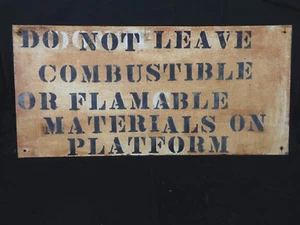 DO NOT LEAVE
COMBUSTIBLE
OR FLAMABLE
MATERIALS ON
PLATFORM